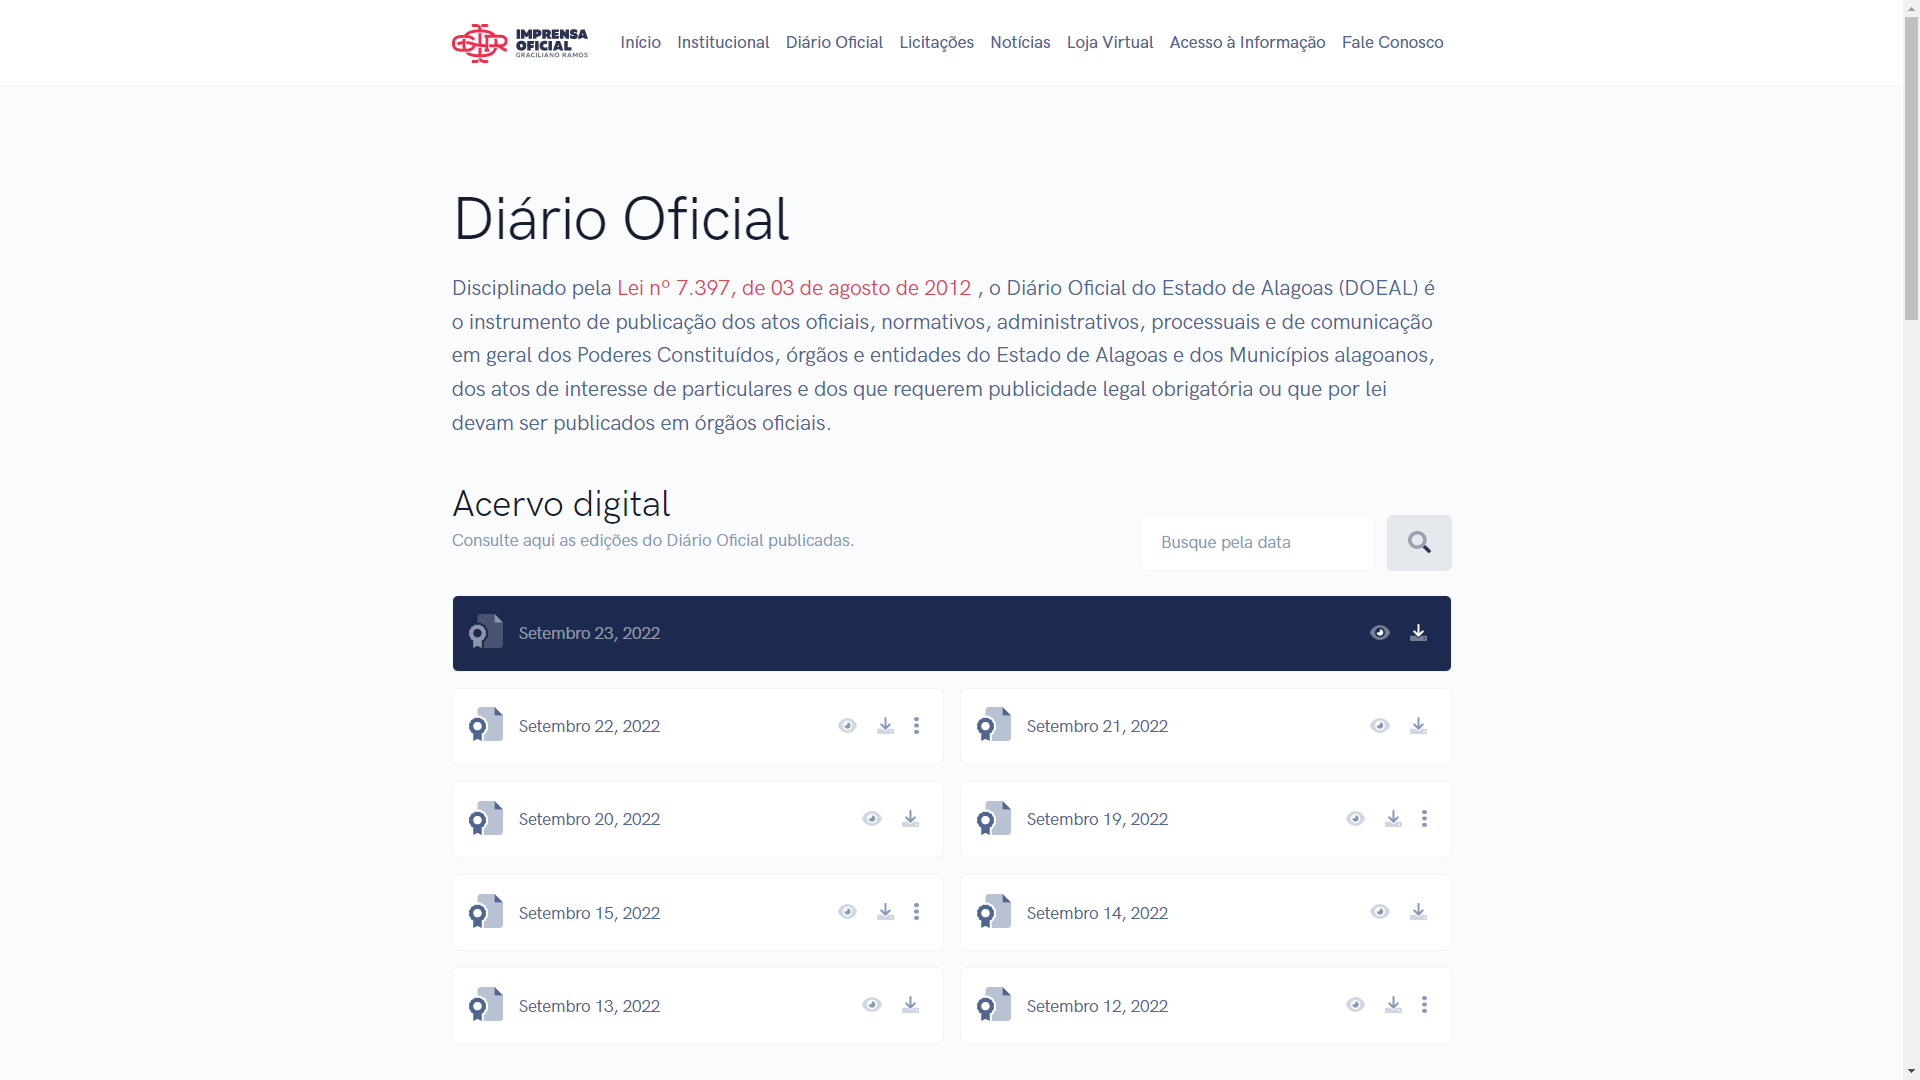 IMPRENSA
OFICIAL
GRACILIANO RAMOS
Início Institucional Diário Oficial Licitações Notícias Loja Virtual Acesso à Informação Fale Conosco
Diário Oficial
Disciplinado pela Lei nº 7.397, de 03 de agosto de 2012 , o Diário Oficial do Estado de Alagoas (DOEAL) é
o instrumento de publicação dos atos oficiais, normativos, administrativos, processuais e de comunicação
em geral dos Poderes Constituídos, órgãos e entidades do Estado de Alagoas e dos Municípios alagoanos,
dos atos de interesse de particulares e dos que requerem publicidade legal obrigatória ou que por lei
devam ser publicados em órgãos oficiais.
Acervo digital
Consulte aqui as edições do Diário Oficial publicadas.
Busque pela data
Setembro 23, 2022
Setembro 22, 2022
Setembro 21, 2022
Setembro 20, 2022
Setembro 19, 2022
Setembro 15, 2022
Setembro 14, 2022
Setembro 13, 2022
Setembro 12, 2022